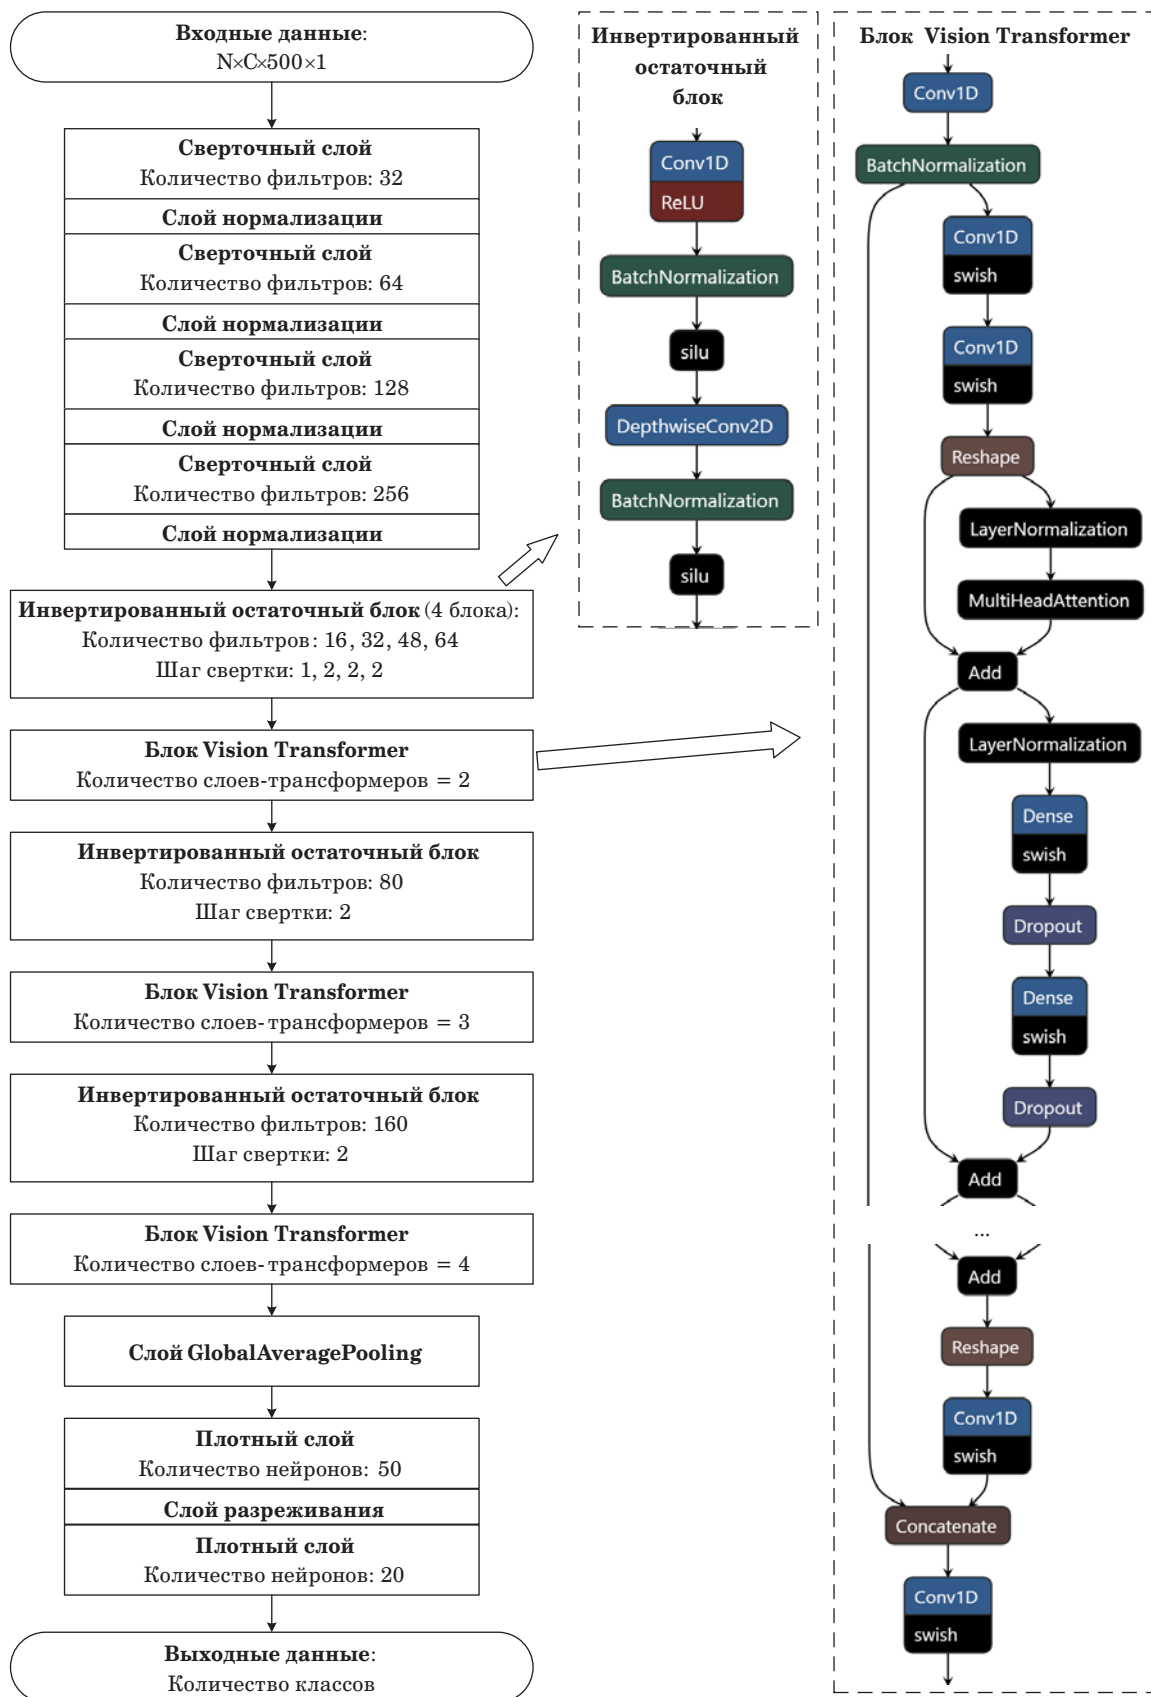 Входные данные:
N×C×500×1
Сверточный слой
Количество фильтров: 32
Слой нормализации
Сверточный слой
Количество фильтров: 64
Слой нормализации
Сверточный слой
Количество фильтров: 128
Слой нормализации
Сверточный слой
Количество фильтров: 256
Слой нормализации
Инвертированный остаточный блок (4 блока):
Количество фильтров: 16, 32, 48, 64
Шаг свертки: 1, 2, 2, 2
Блок Vision Transformer
Количество слоев-трансформеров = 2
Инвертированный остаточный блок
Количество фильтров: 80
Шаг свертки: 2
Блок Vision Transformer
Количество слоев-трансформеров = 3
Инвертированный остаточный блок
Количество фильтров: 160
Шаг свертки: 2
Блок Vision Transformer
Количество слоев-трансформеров = 4
Слой GlobalAveragePooling
Плотный слой
Количество нейронов: 50
Слой разреживания
Плотный слой
Количество нейронов: 20
Выходные данные:
Количество классов
Инвертированный
остаточный
блок
Conv1D
ReLU
BatchNormalization
silu
DepthwiseConv2D
BatchNormalization
silu
Блок Vision Transformer
Conv1D
BatchNormalization
Conv1D
swish
Conv1D
swish
Reshape
LayerNormalization
MultiHeadAttention
Add
LayerNormalization
Dense
swish
Dropout
Dense
swish
Dropout
Add
...
Add
Reshape
Conv1D
swish
Concatenate
Conv1D
swish